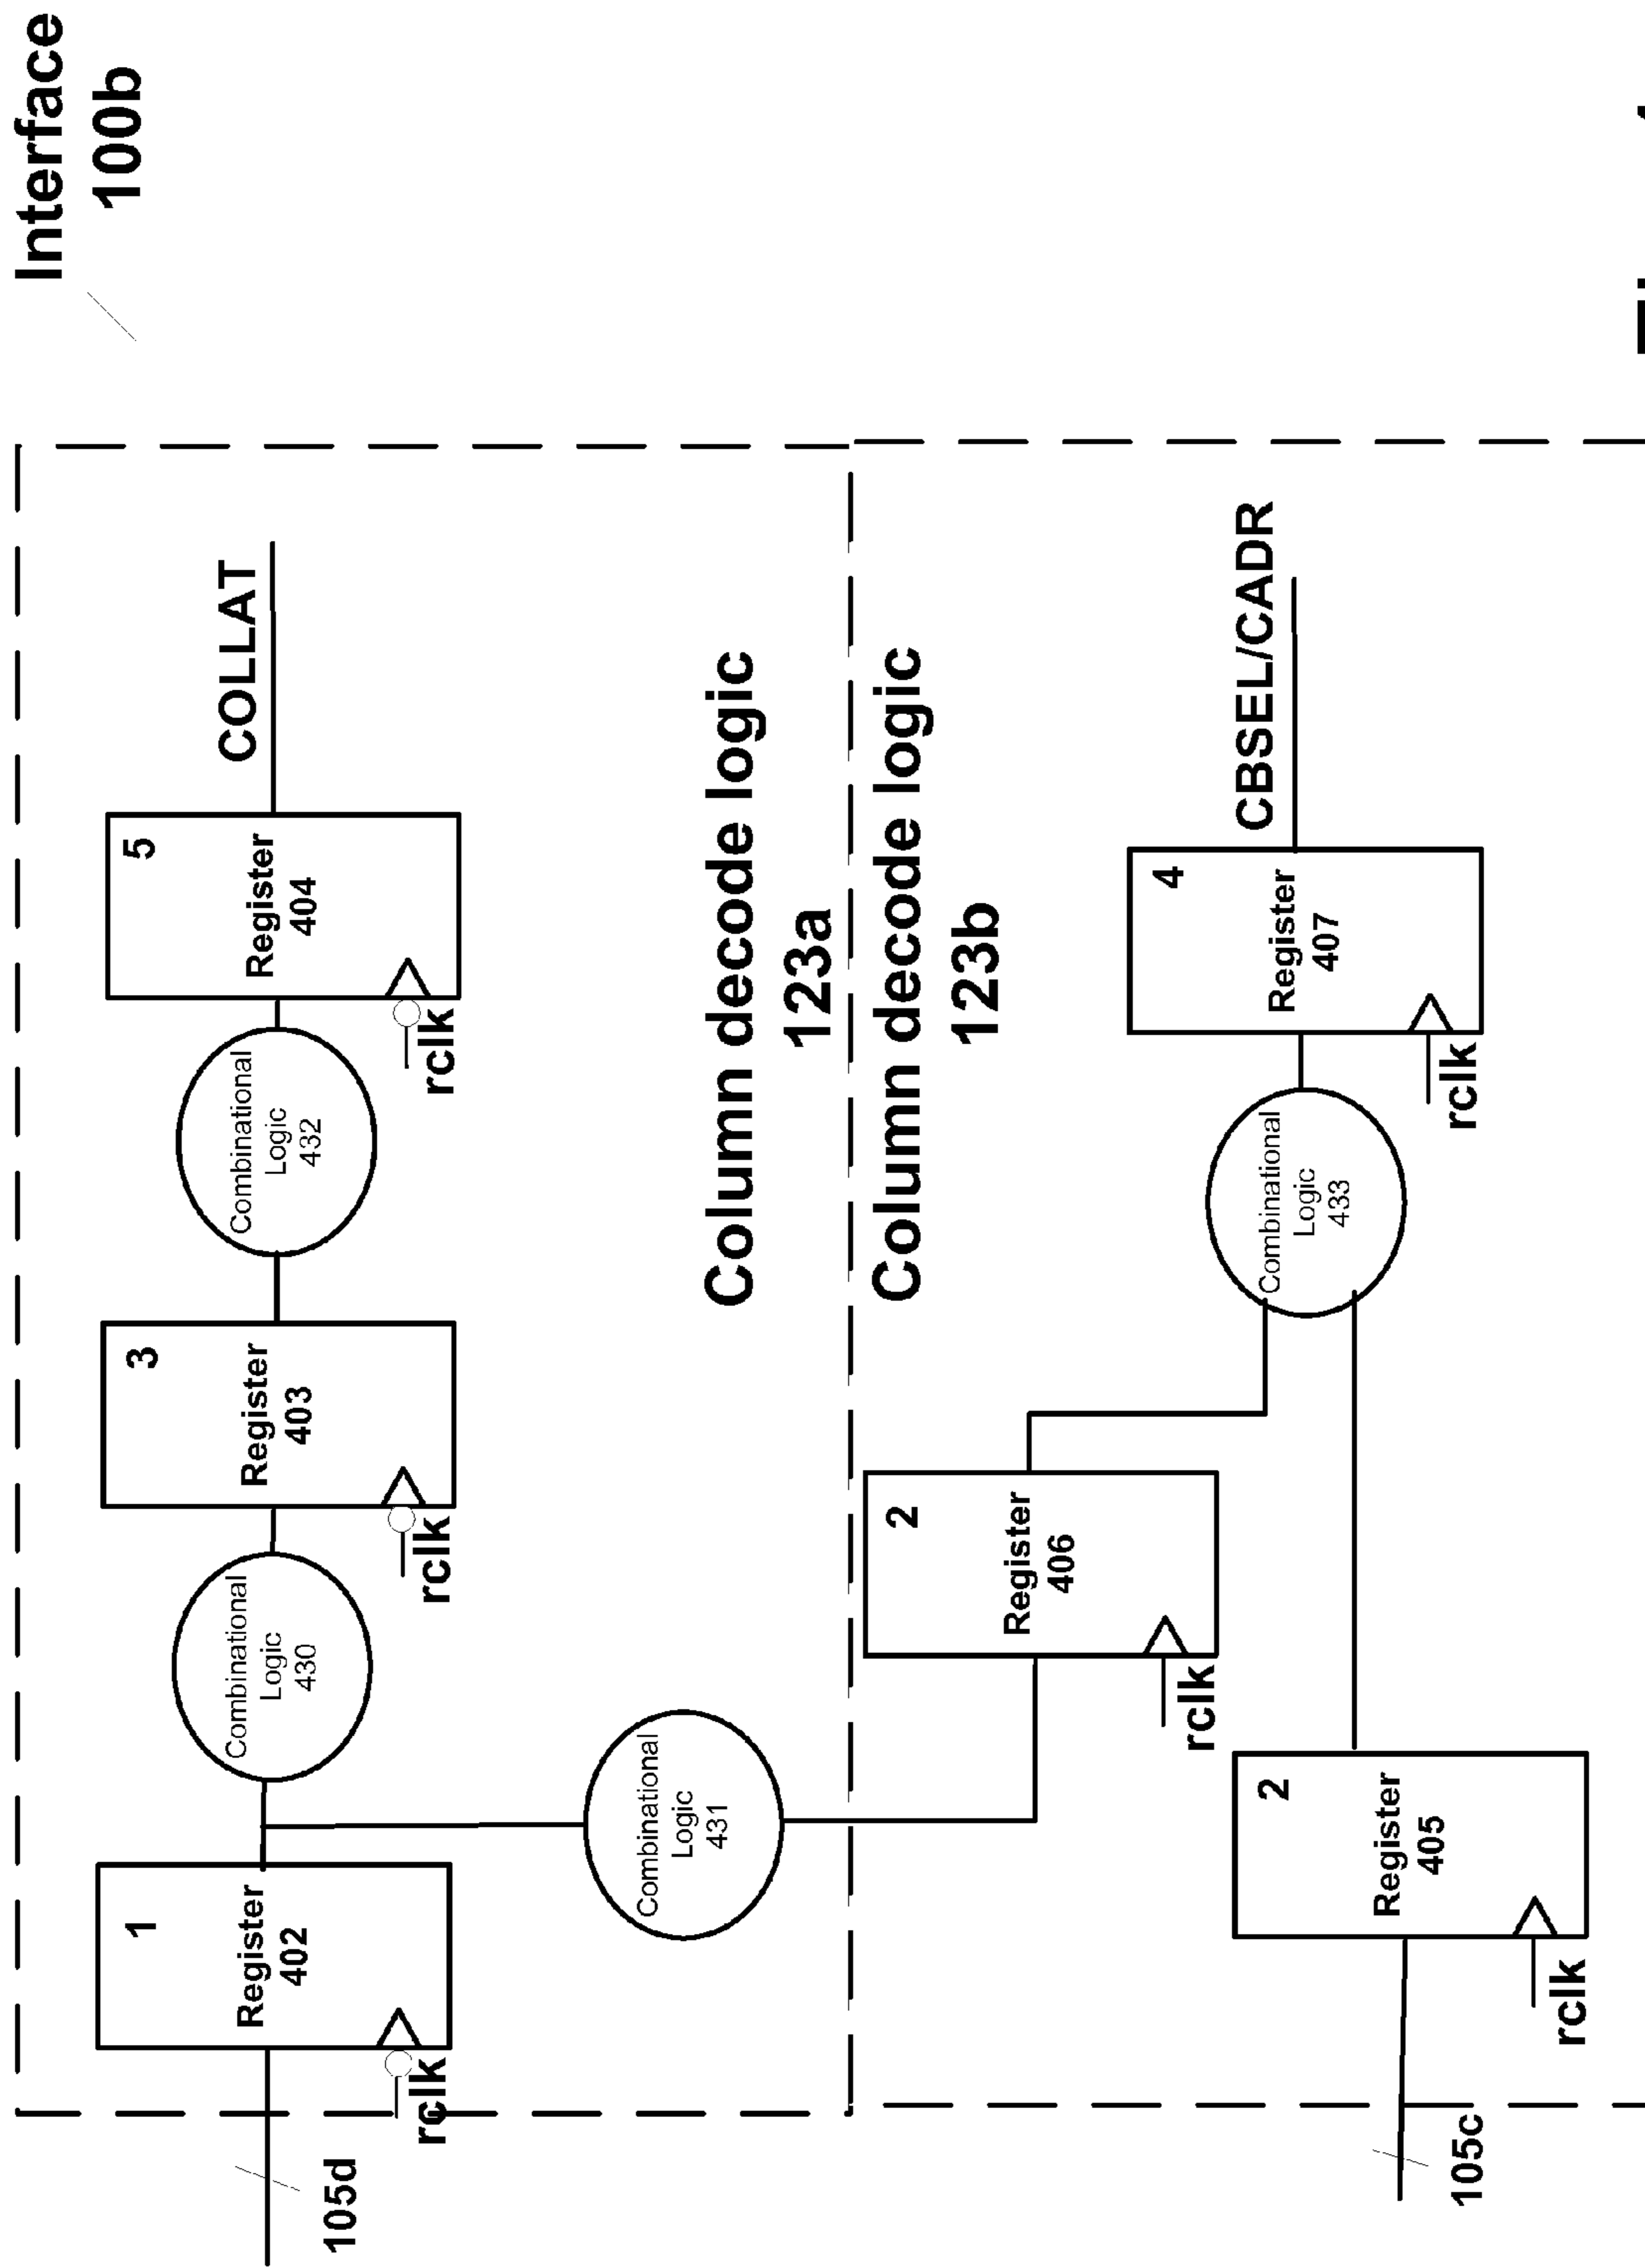 Interface
100b
COLLAT
5
Register
404
rclk
Combinational
Logic
432
3
Register
403
rclk
Combinational
Logic
430
1
Register
402
rclk
105d
Combinational
Logic
431
Column decode logic
123a
Column decode logic
123b
CBSEL/CADR
4
Register
407
rclk
Combinational
Logic
433
2
Register
406
rclk
2
Register
405
rclk
105c